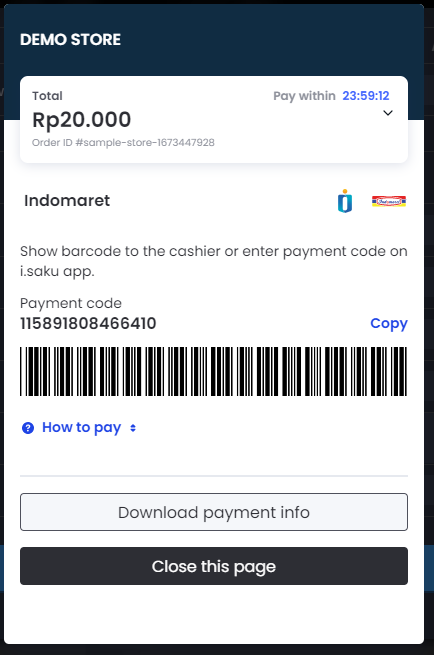 DEMO STORE
Total
Pay within 23:59:12
Rp20.000
Order ID #sample-store-1673447928
Indomaret
Indomaret
Show barcode to the cashier or enter payment code on
i.saku app.
Payment code
115891808466410
Copy
How to pay
Download payment info
Close this page